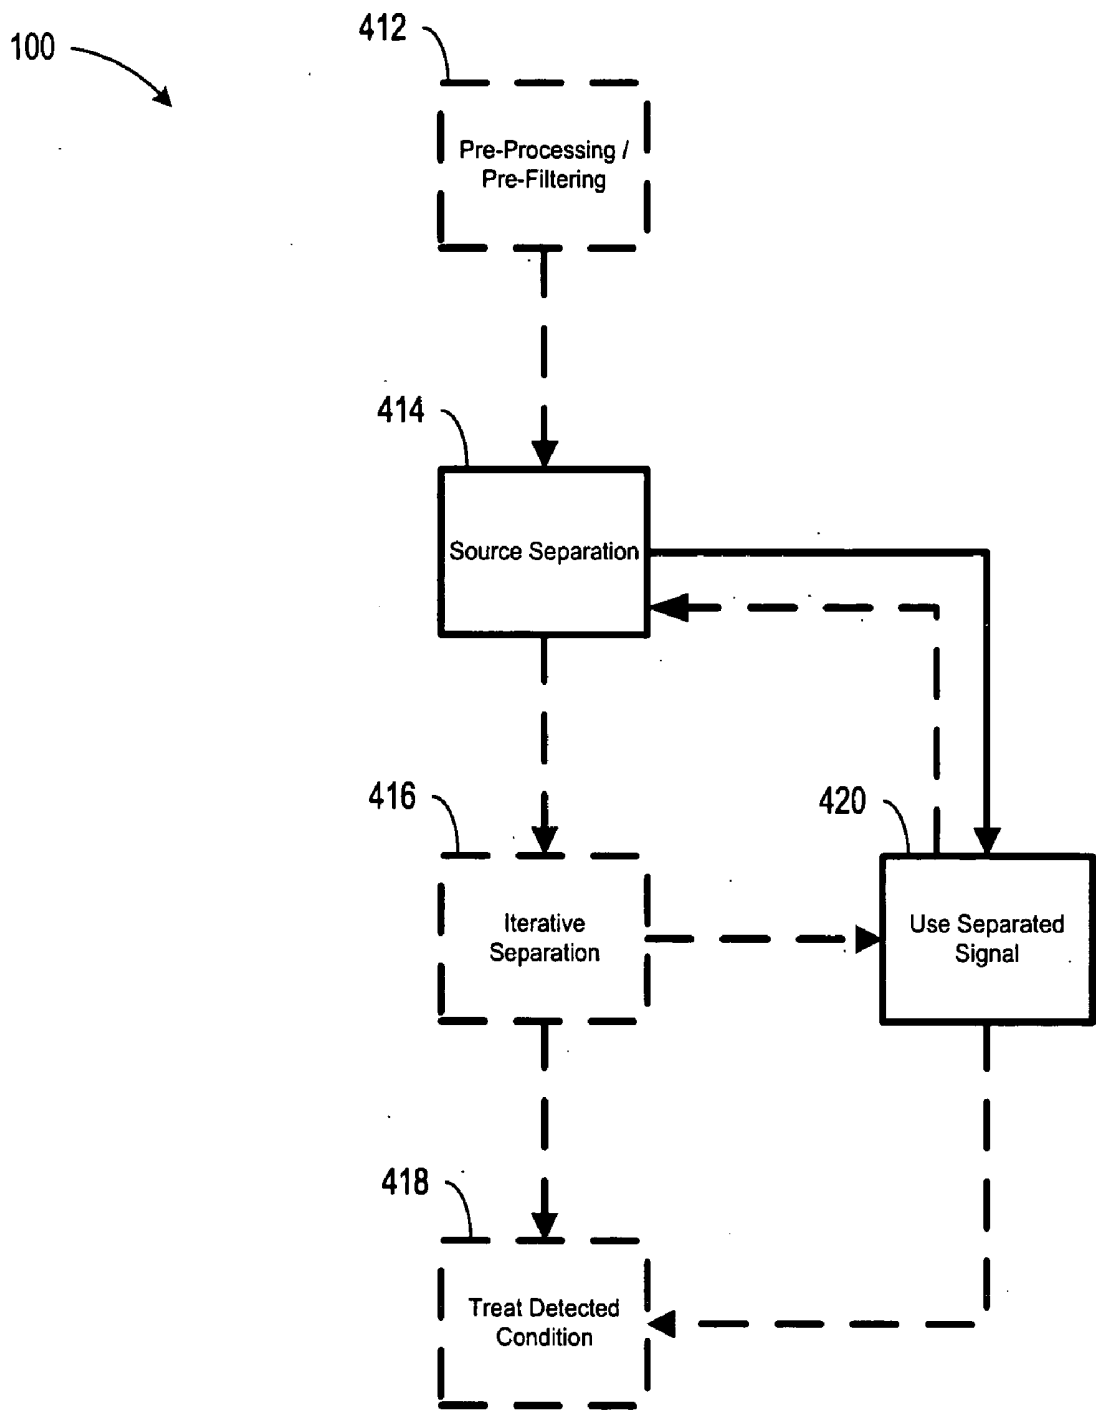 100
412
Pre-Processing /
Pre-Filtering
414
Source Separation
416
Iterative
Separation
420
Use Separated
Signal
418
Treat Detected
Condition